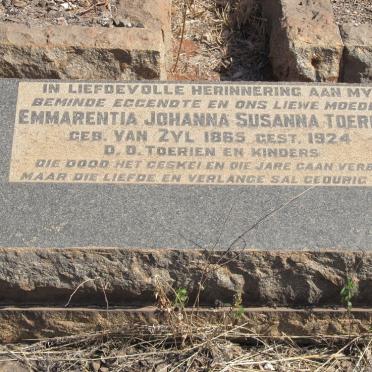 IN LIEFDEVOLLE HERINNERING AAN MY
BEMINDE EGGENOTE EN ONS LIEWE MOEDE
EMMARENTIA JOHANNA SUSANNA TOERI
GEB. VAN ZYL 1865 GEST. 1924
D. D. TOERIEN EN KINDERS
DIE DOOD HET GESKEI EN DIE JARE GAAN VERB
MAAR DIE LIEFDE EN VERLANGE SAL GEDURIG